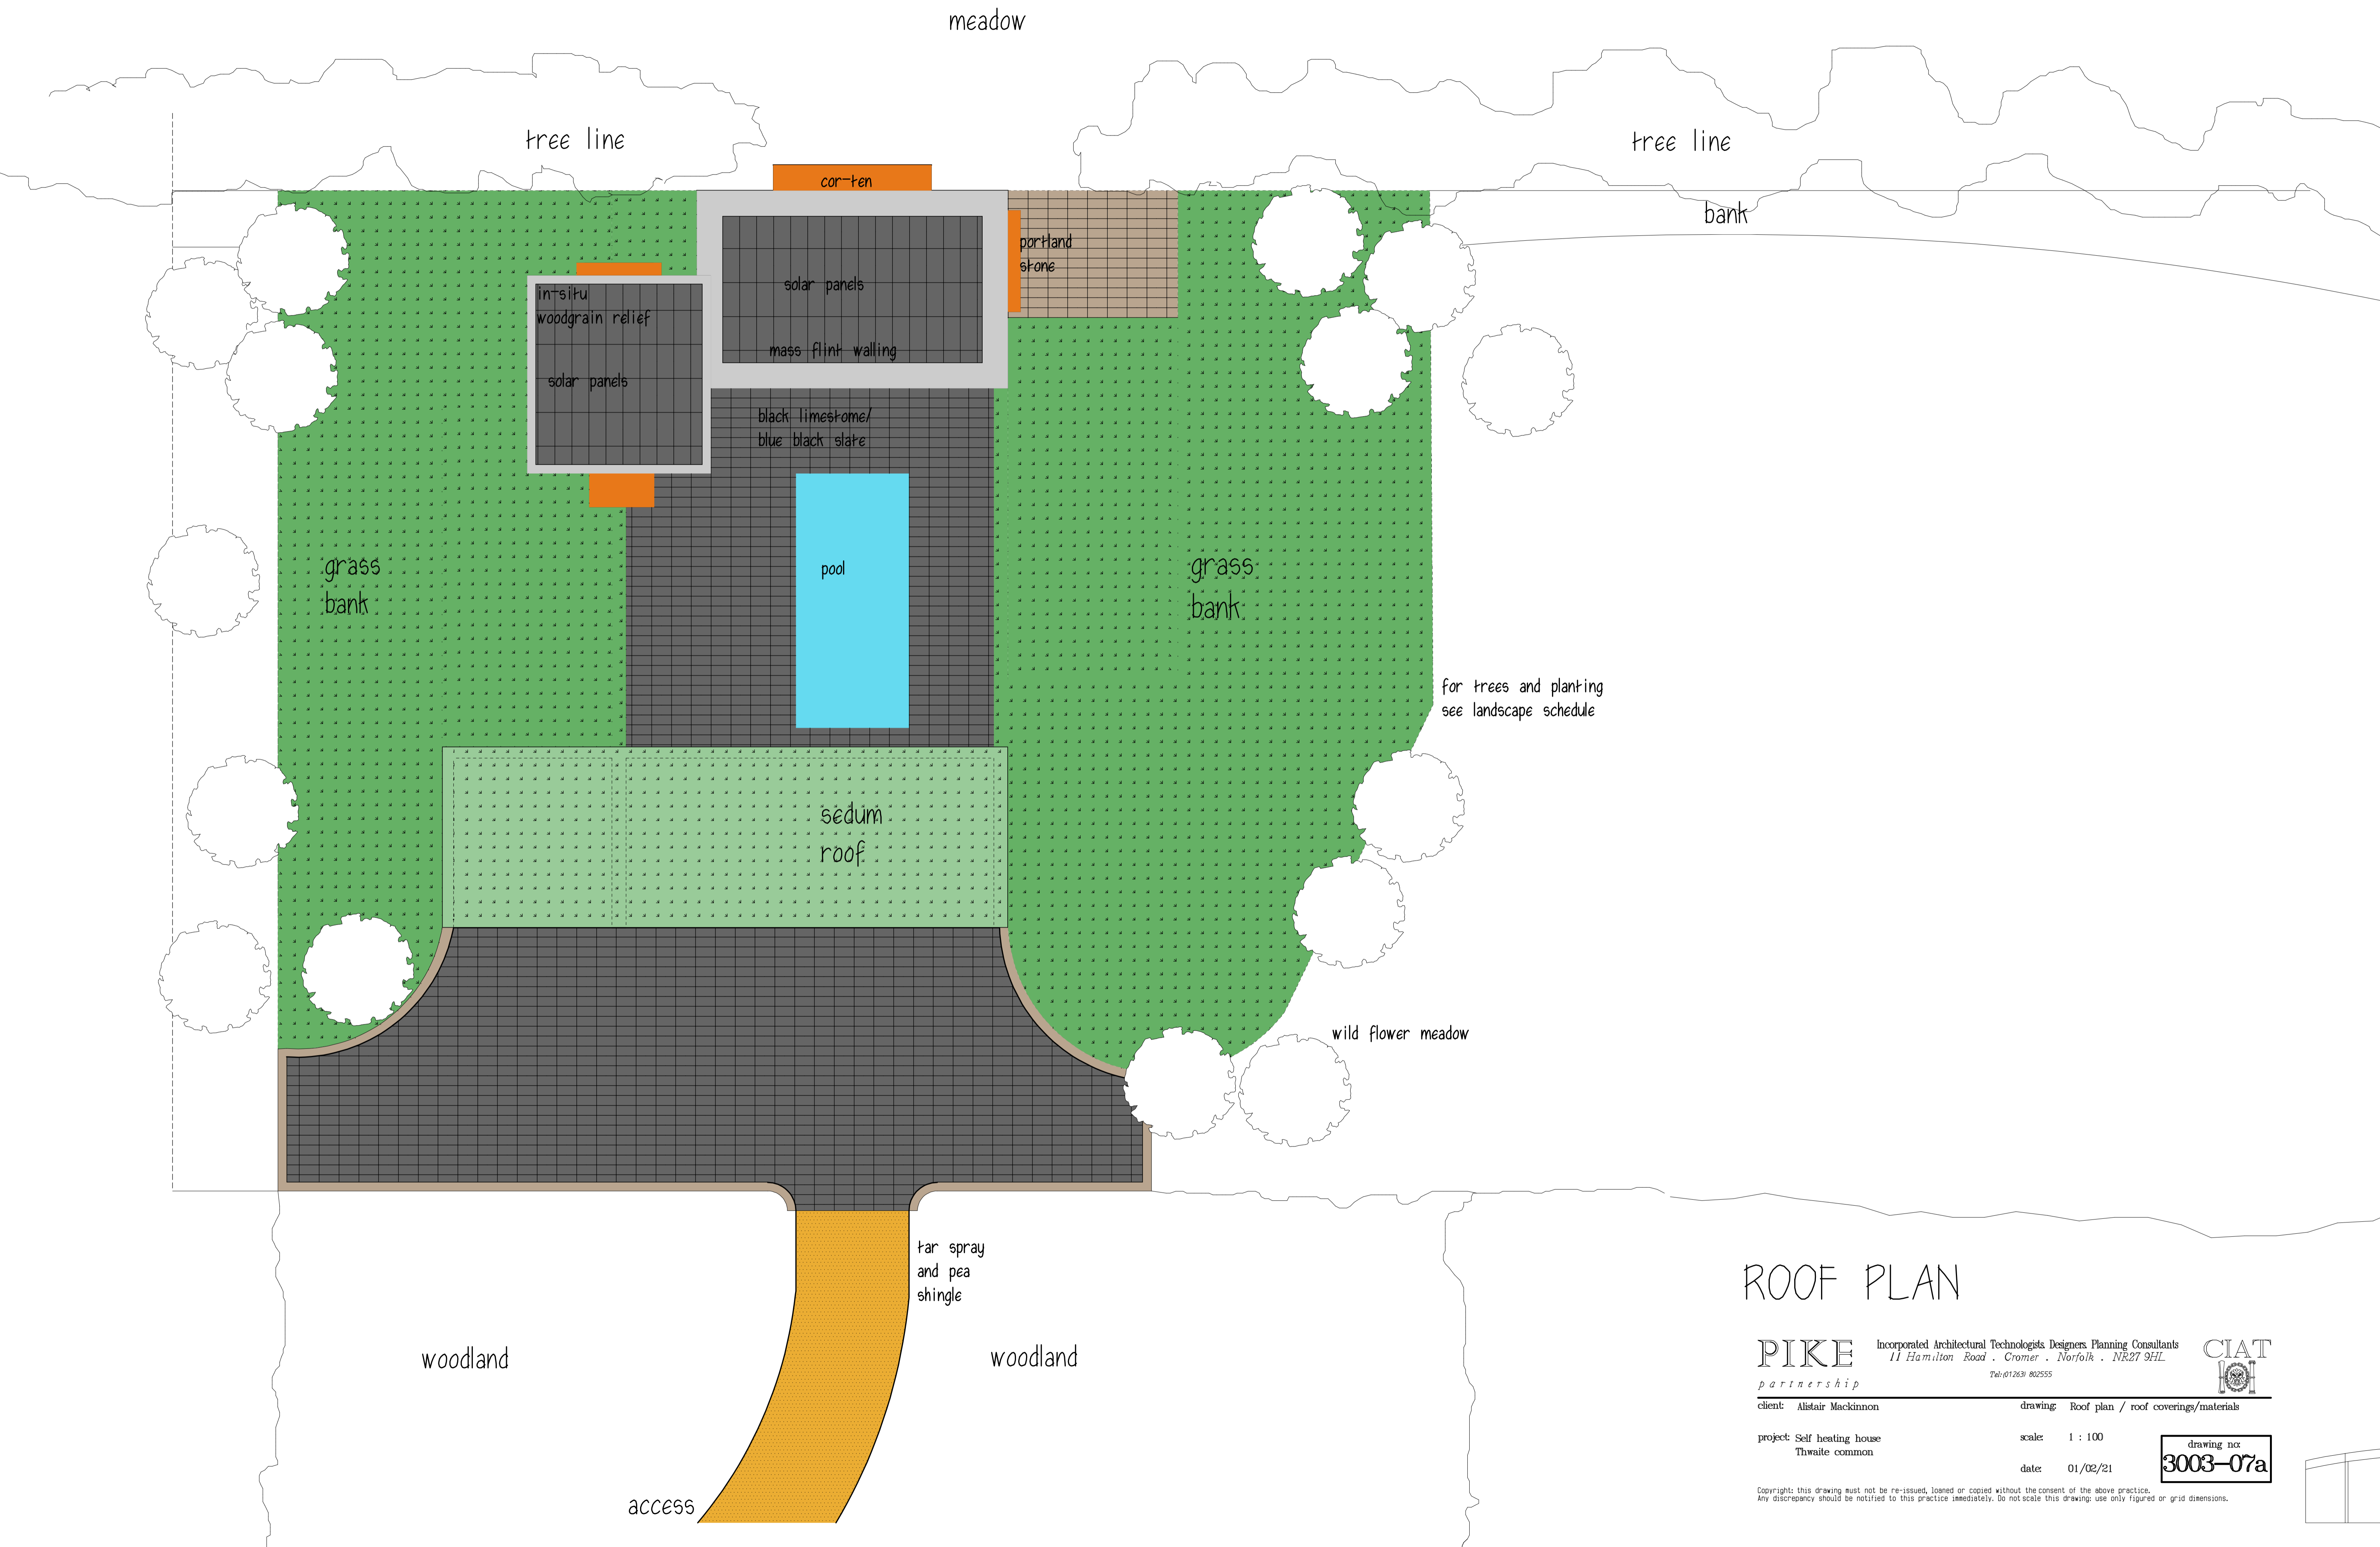 meadow
tree line
tree line
cor-ten
bank
portland
stone
solar panels
in-situ
woodgrain relief
mass flint walling
solar panels
black limestome/
blue black slate
pool
grass
bank
grass
bank
for trees and planting
see landscape schedule
sedum
roof
wild flower meadow
tar spray
and pea
shingle
woodland
woodland
access
ROOF PLAN
PIKE
partnership
Incorporated Architectural Technologists. Designers. Planning Consultants
11 Hamilton Road . Cromer . Norfolk . NR27 9HL
Tel:(01263) 802555
CIAT
client: Alistair Mackinnon
drawing: Roof plan / roof coverings/materials
project: Self heating house
Thwaite common
scale: 1 : 100
date: 01/02/21
drawing no:
3003-07a
Copyright: this drawing must not be re-issued, loaned or copied without the consent of the above practice.
Any discrepancy should be notified to this practice immediately. Do not scale this drawing: use only figured or grid dimensions.